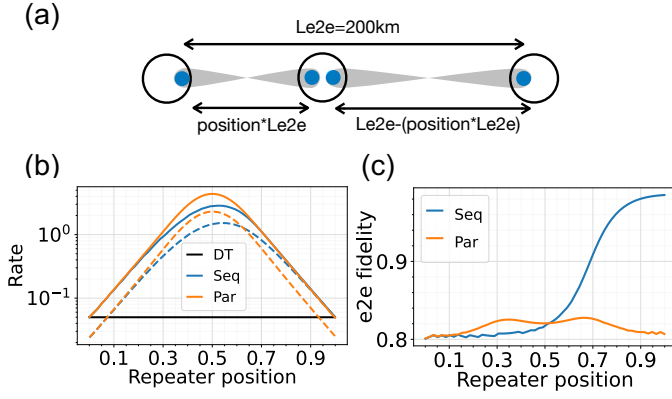 (a)
Le2e=200km
position*Le2e
Le2e-(position*Le2e)
(b)
Rate
10⁰
10⁻¹
DT
Seq
Par
0.1 0.3 0.5 0.7 0.9
Repeater position
(c)
e2e fidelity
0.9
0.8
Seq
Par
0.1 0.3 0.5 0.7 0.9
Repeater position